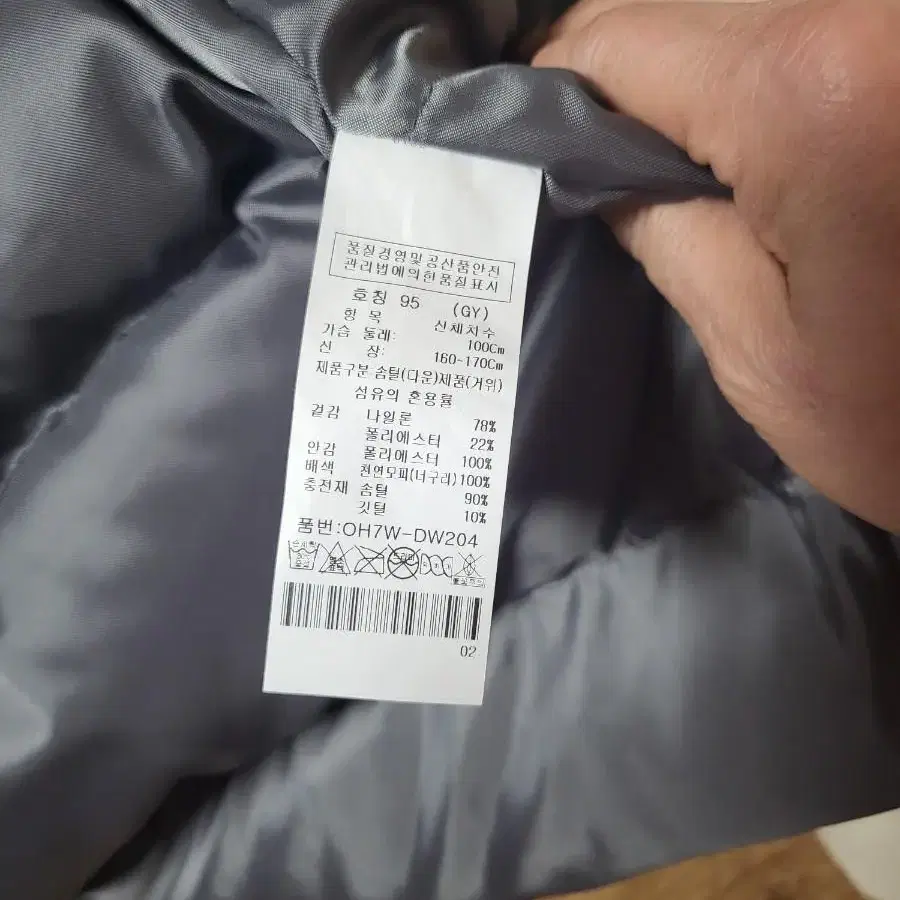 품질경영및공산품안전
관리법에의한품질표시
호칭 95 (GY)
항 목 신체치수
가슴 둘레: 100Cm
신 장: 160-170Cm
제품구분 솜털(다운)제품(거위)
섬유의 혼용률
겉감 나일론 78%
폴리에스터 22%
안감 폴리에스터 100%
배색 천연모피(너구리)100%
충전재 솜털 90%
깃털 10%
품번:OH7W-DW204
02